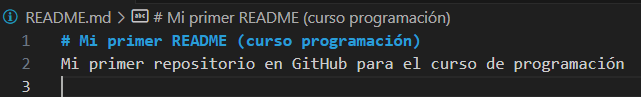 README.md > # Mi primer README (curso programación)
1 # Mi primer README (curso programación)
2 Mi primer repositorio en GitHub para el curso de programación
3